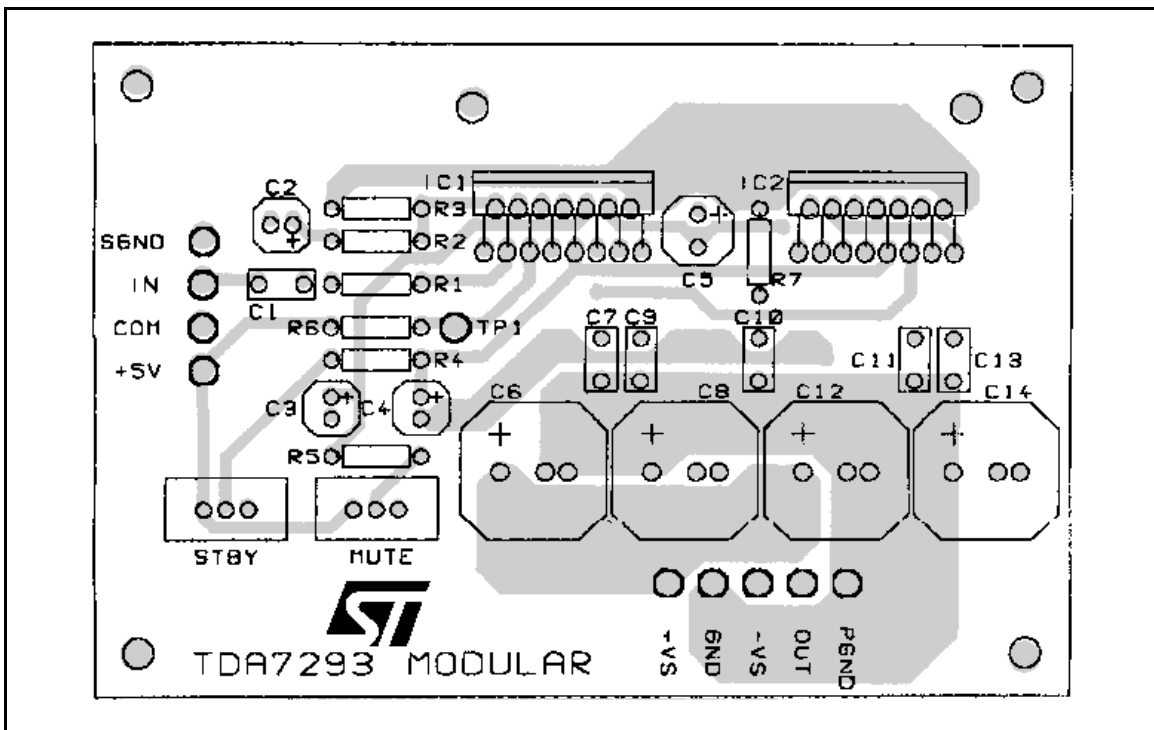 IC1
IC2
C2
R3
SGND
R2
+
+
C5
R7
IN
C1
R1
COM
R6
TP1
C7
C9
C10
+5V
R4
C11
C13
C3
+
C4
+
C6
C8
C12
C14
+
+
+
+
R5
STBY
MUTE
ST
TDA7293 MODULAR
+VS
GND
-VS
OUT
PGND